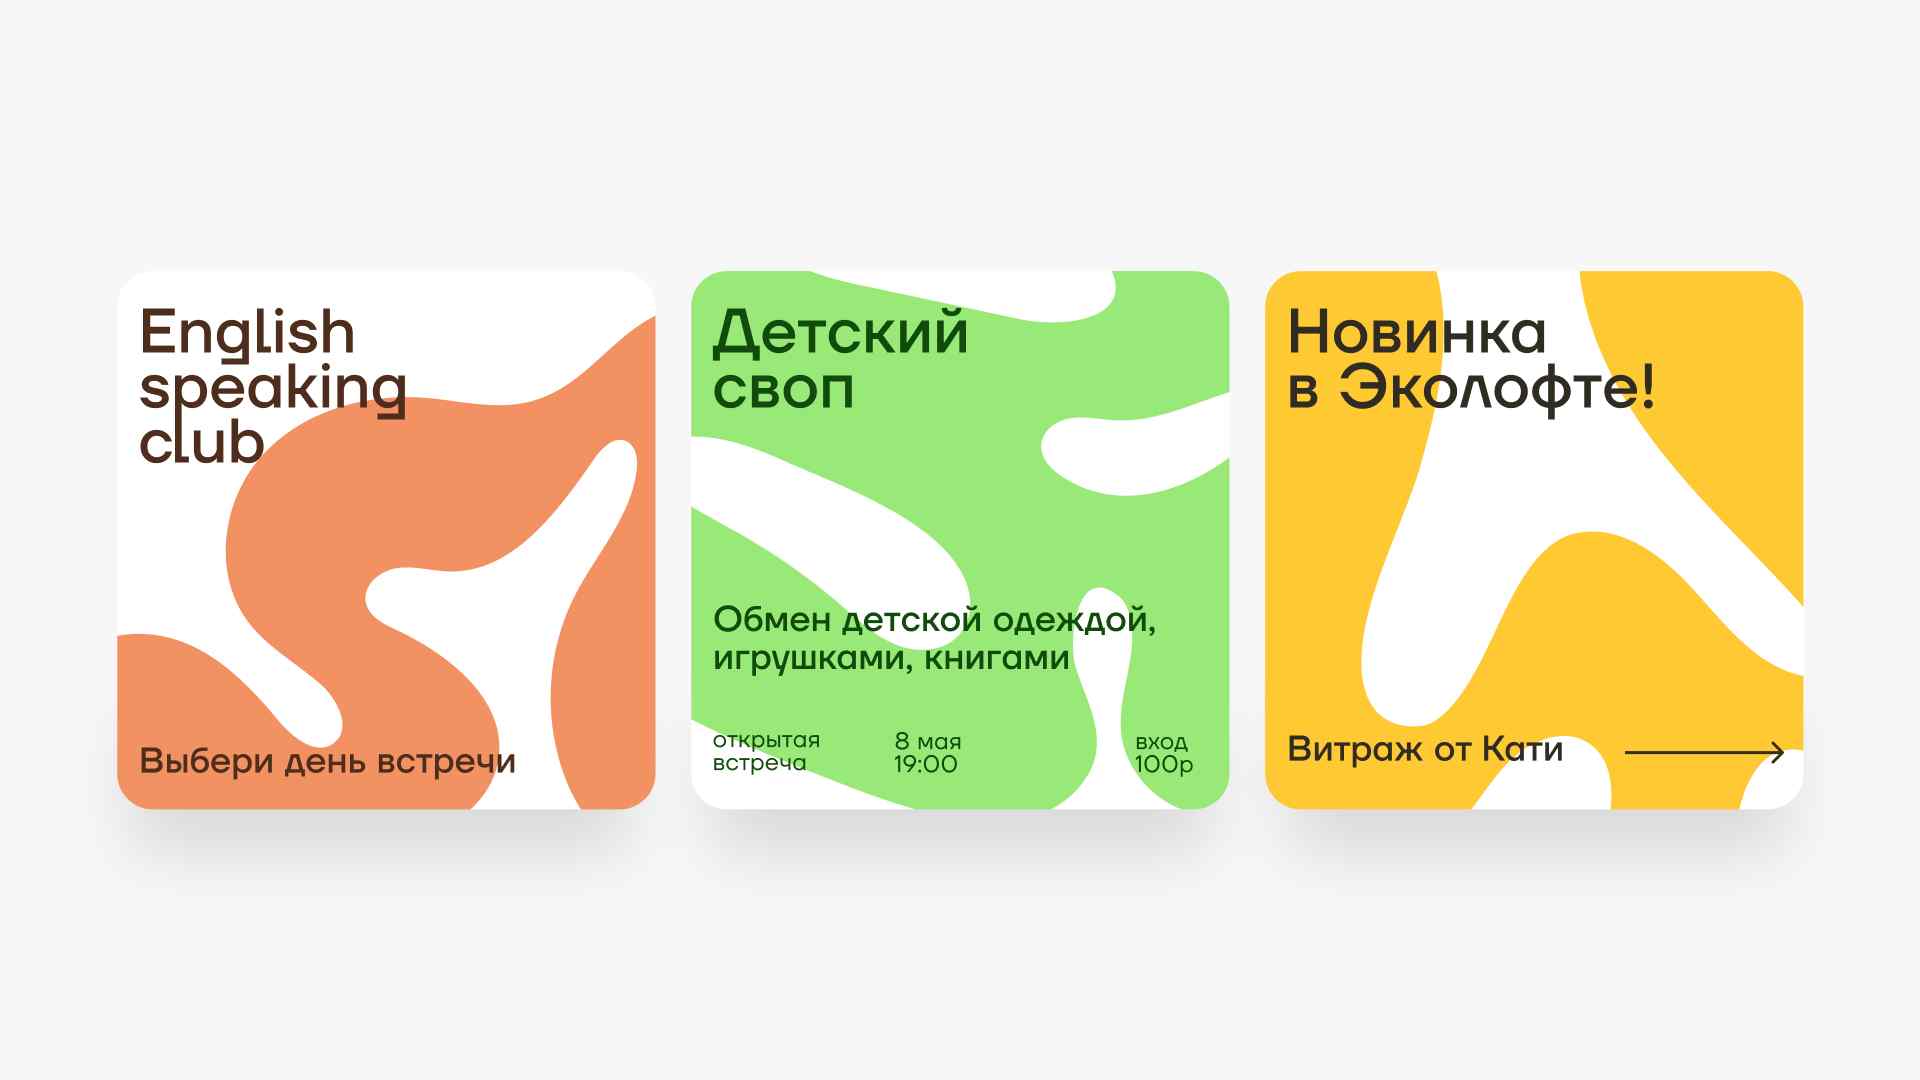 English
speaking
club
Выбери день встречи
Детский
своп
Обмен детской одеждой,
игрушками, книгами
открытая
встреча
8 мая
19:00
вход
100р
Новинка
в Эколофте!
Витраж от Кати